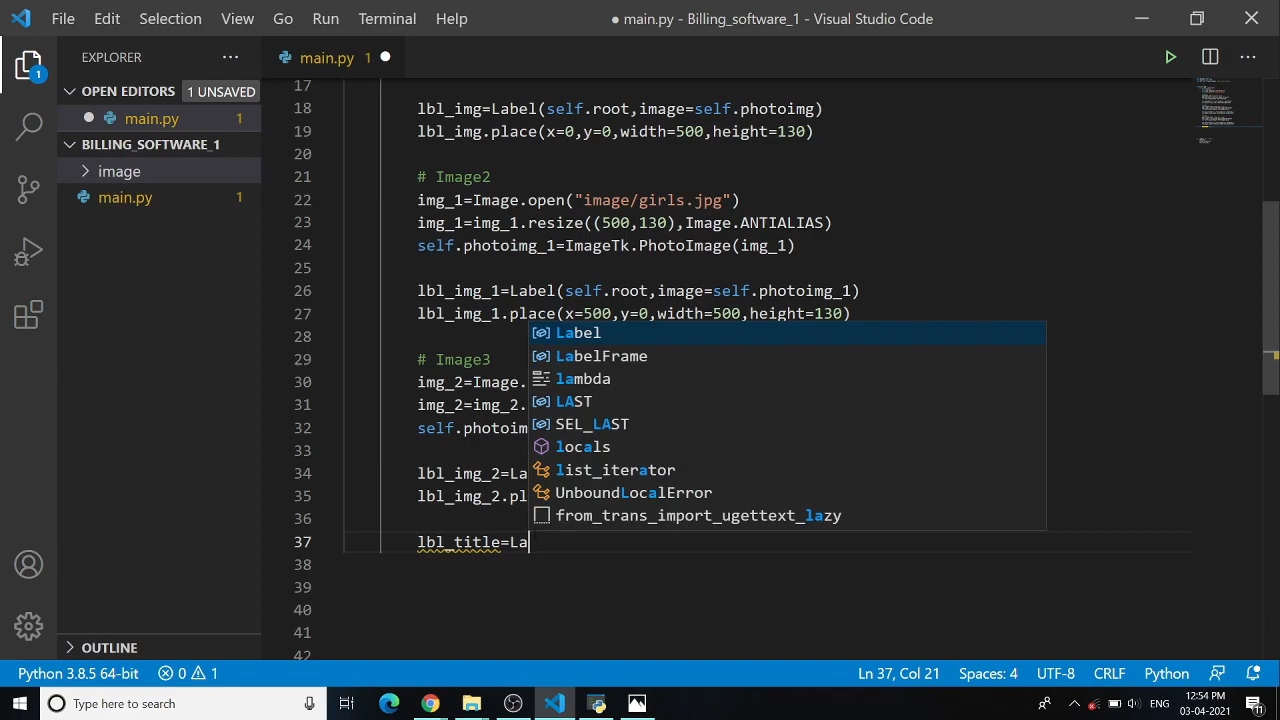 File Edit Selection View Go Run Terminal Help
● main.py - Billing_software_1 - Visual Studio Code
EXPLORER ···
main.py 1 ●
OPEN EDITORS 1 UNSAVED
● main.py 1
BILLING_SOFTWARE_1
image
main.py 1
OUTLINE
17
18 lbl_img=Label(self.root,image=self.photoimg)
19 lbl_img.place(x=0,y=0,width=500,height=130)
20
21 # Image2
22 img_1=Image.open("image/girls.jpg")
23 img_1=img_1.resize((500,130),Image.ANTIALIAS)
24 self.photoimg_1=ImageTk.PhotoImage(img_1)
25
26 lbl_img_1=Label(self.root,image=self.photoimg_1)
27 lbl_img_1.place(x=500,y=0,width=500,height=130)
28
29 # Image3
30 img_2=Image.
31 img_2=img_2.
32 self.photoim
33
34 lbl_img_2=La
35 lbl_img_2.pl
36
37 lbl_title=La
38
39
40
41
42
Label
LabelFrame
lambda
LAST
SEL_LAST
locals
list_iterator
UnboundLocalError
from_trans_import_ugettext_lazy
1
Python 3.8.5 64-bit 0 1 Ln 37, Col 21 Spaces: 4 UTF-8 CRLF Python
Type here to search
ENG
12:54 PM
03-04-2021